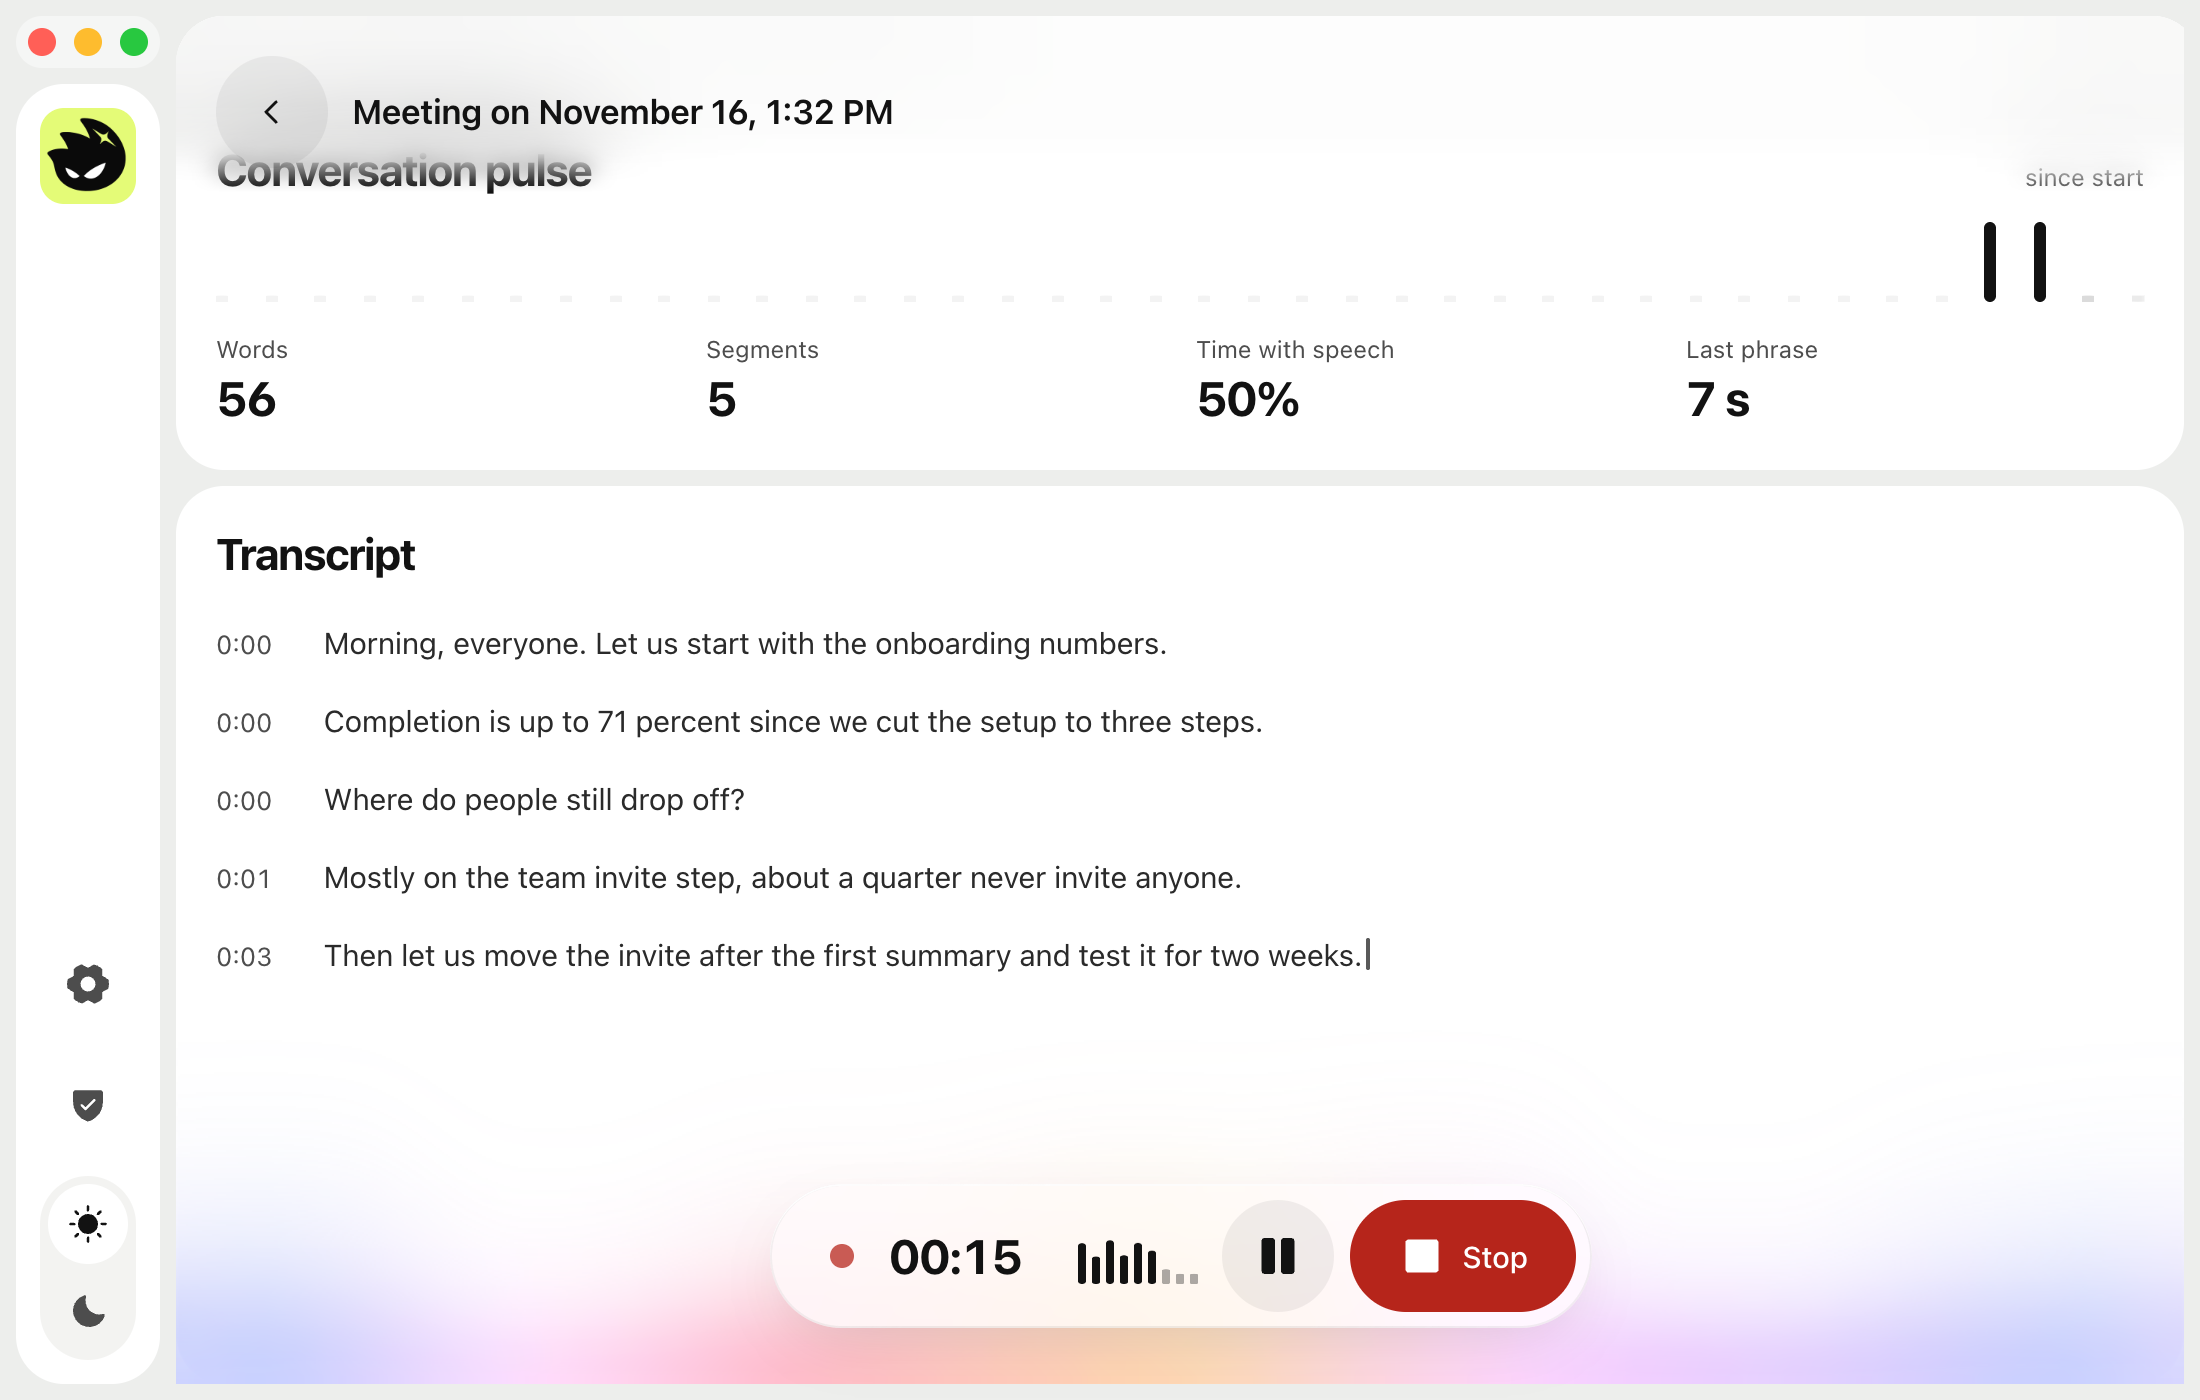 Meeting on November 16, 1:32 PM
Conversation pulse
since start
Words
Segments
Time with speech
Last phrase
56
5
50%
7 s
Transcript
0:00 Morning, everyone. Let us start with the onboarding numbers.
0:00 Completion is up to 71 percent since we cut the setup to three steps.
0:00 Where do people still drop off?
0:01 Mostly on the team invite step, about a quarter never invite anyone.
0:03 Then let us move the invite after the first summary and test it for two weeks.
00:15
Stop